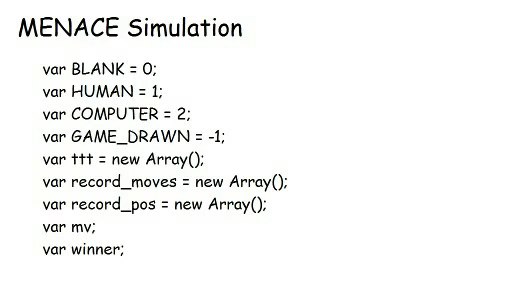 MENACE Simulation
var BLANK = 0;
var HUMAN = 1;
var COMPUTER = 2;
var GAME_DRAWN = -1;
var ttt = new Array();
var record_moves = new Array();
var record_pos = new Array();
var mv;
var winner;